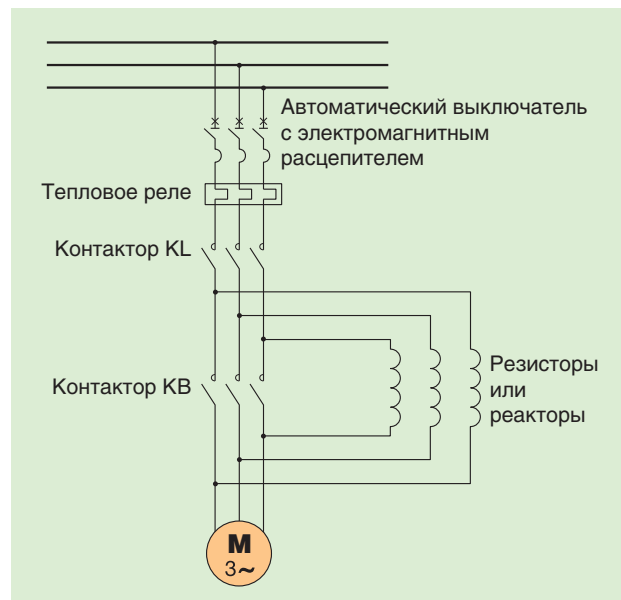 Автоматический выключатель
с электромагнитным
расцепителем
Тепловое реле
Контактор KL
Контактор KB
Резисторы
или
реакторы
M
3~